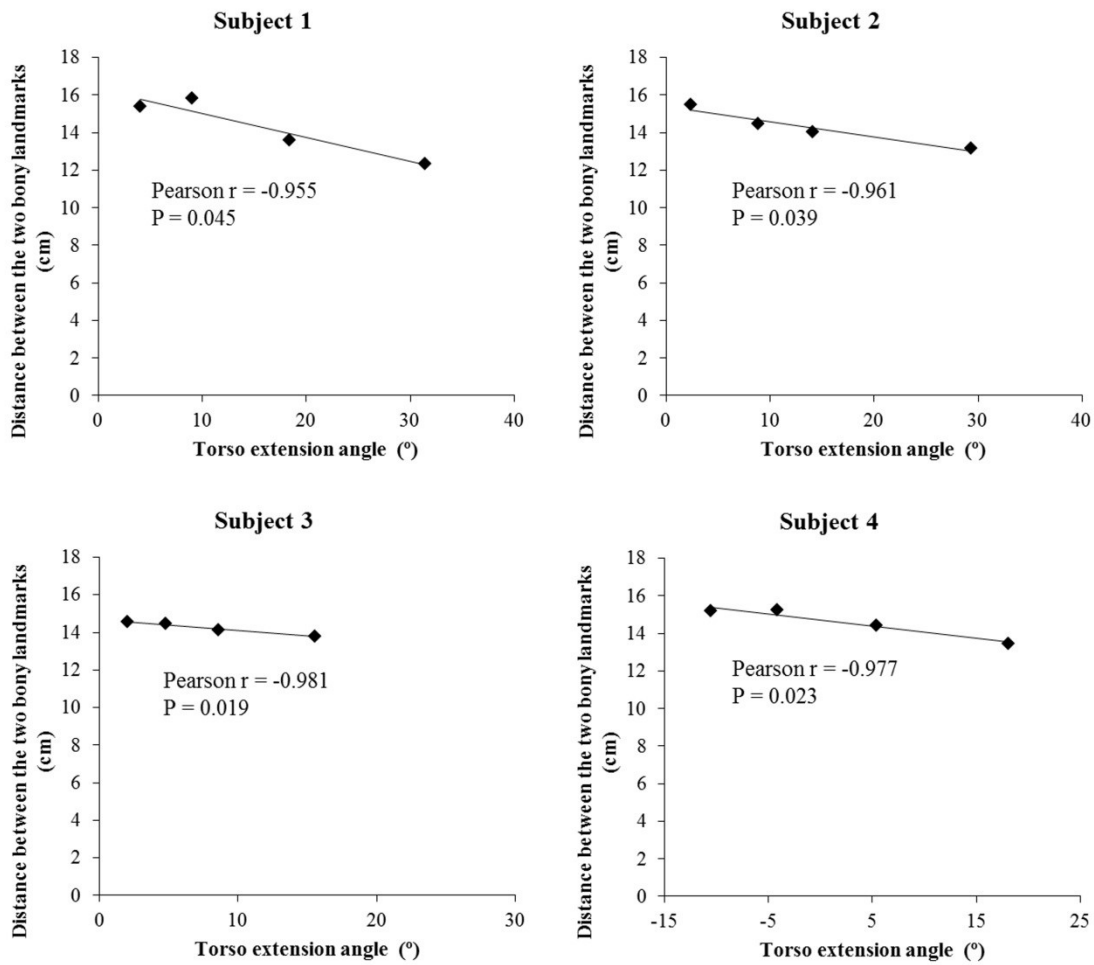 Subject 1
Distance between the two bony landmarks
(cm)
18
16
14
12
10
8
6
4
2
0
Pearson r = -0.955
P = 0.045
0 10 20 30 40
Torso extension angle (º)
Subject 2
Distance between the two bony landmarks
(cm)
18
16
14
12
10
8
6
4
2
0
Pearson r = -0.961
P = 0.039
0 10 20 30 40
Torso extension angle (º)
Subject 3
Distance between the two bony landmarks
(cm)
18
16
14
12
10
8
6
4
2
0
Pearson r = -0.981
P = 0.019
0 10 20 30
Torso extension angle (º)
Subject 4
Distance between the two bony landmarks
(cm)
18
16
14
12
10
8
6
4
2
0
Pearson r = -0.977
P = 0.023
-15 -5 5 15 25
Torso extension angle (º)